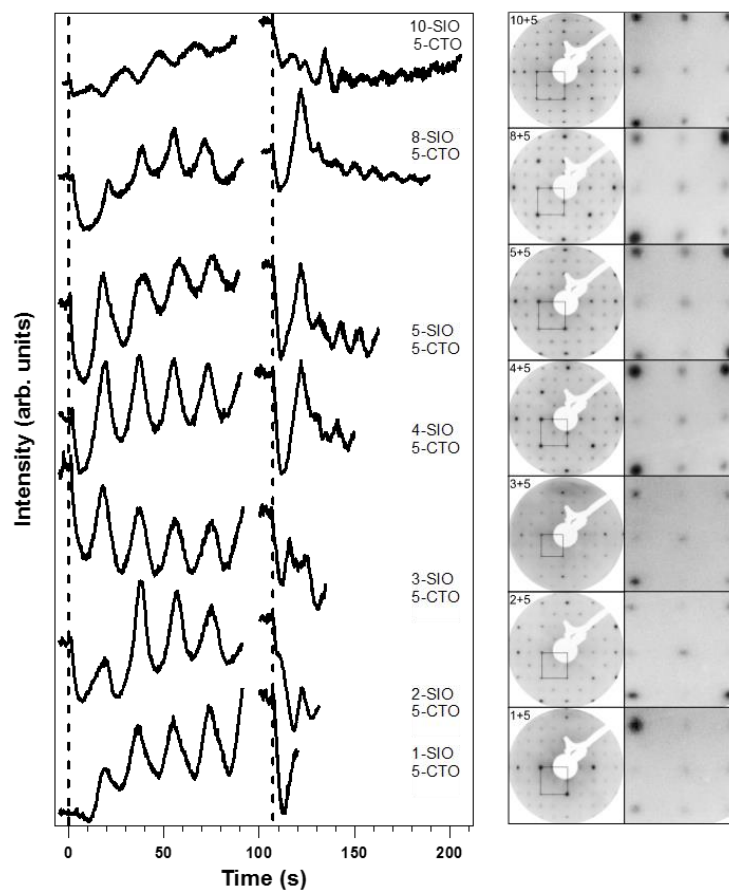 10-SIO
5-CTO
8-SIO
5-CTO
5-SIO
5-CTO
4-SIO
5-CTO
3-SIO
5-CTO
2-SIO
5-CTO
1-SIO
5-CTO
Intensity (arb. units)
0
50
100
150
200
Time (s)
10+5
8+5
5+5
4+5
3+5
2+5
1+5